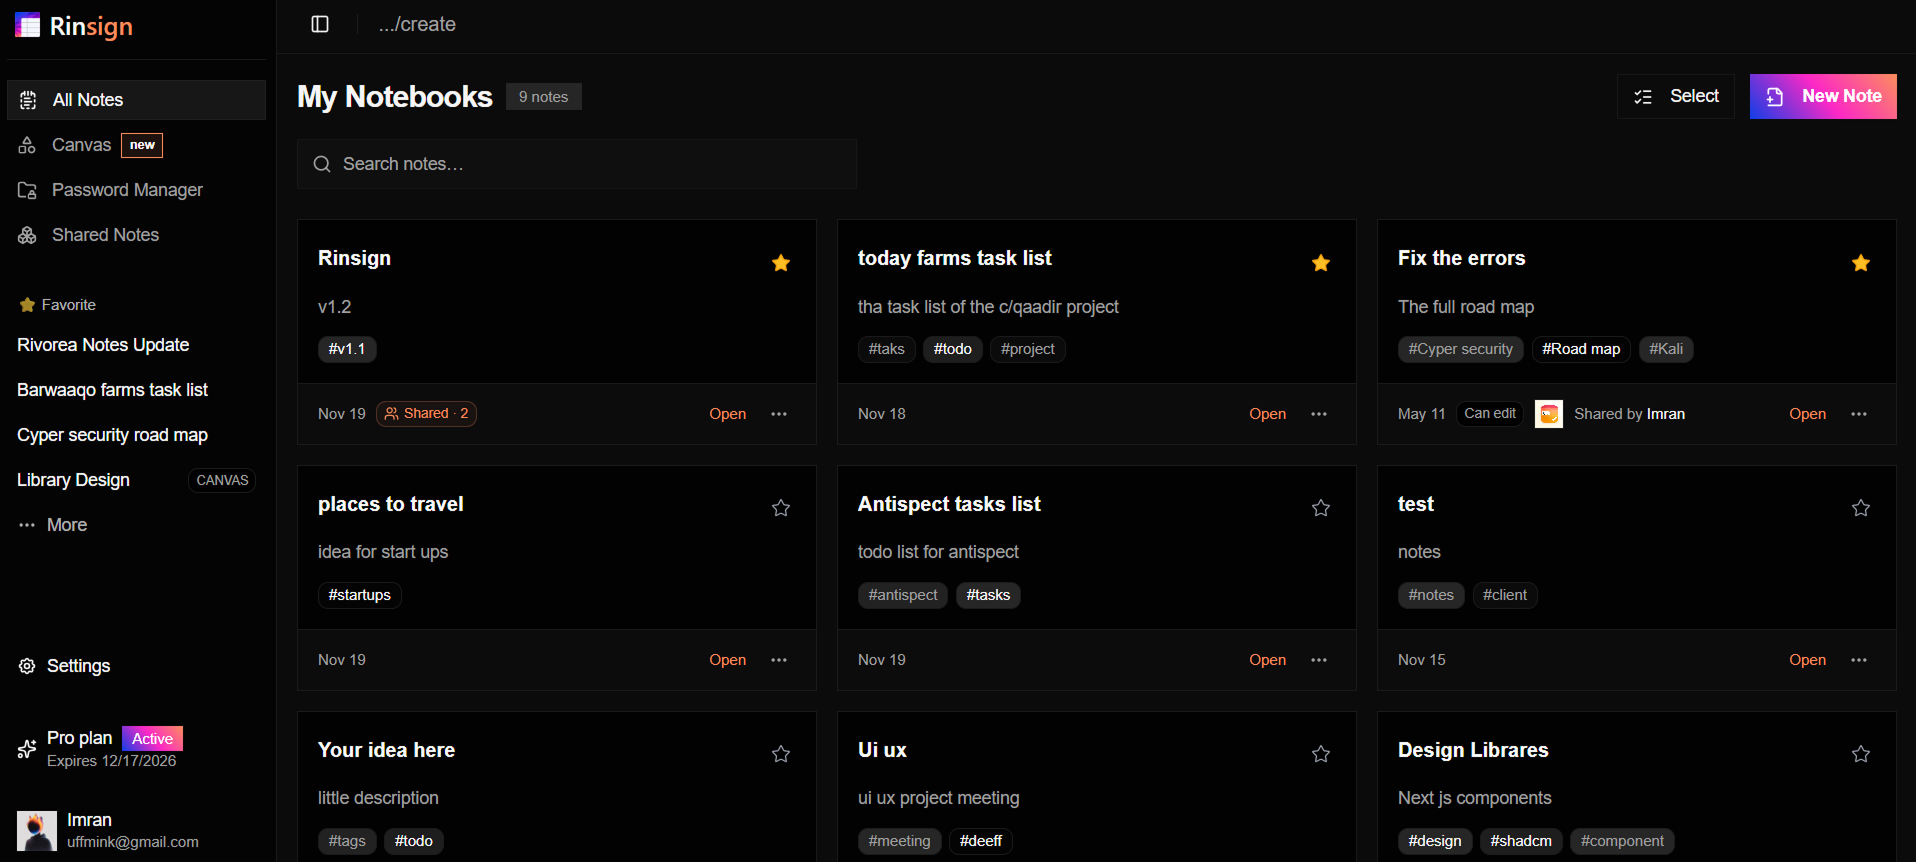 Rinsign
All Notes
Canvas new
Password Manager
Shared Notes
Favorite
Rivorea Notes Update
Barwaaqo farms task list
Cyper security road map
Library Design CANVAS
More
Settings
Pro plan Active
Expires 12/17/2026
Imran
uffmink@gmail.com
.../create
My Notebooks 9 notes
Select
New Note
Search notes…
Rinsign
v1.2
#v1.1
Nov 19 Shared · 2 Open
today farms task list
tha task list of the c/qaadir project
#taks #todo #project
Nov 18 Open
Fix the errors
The full road map
#Cyper security #Road map #Kali
May 11 Can edit Shared by Imran Open
places to travel
idea for start ups
#startups
Nov 19 Open
Antispect tasks list
todo list for antispect
#antispect #tasks
Nov 19 Open
test
notes
#notes #client
Nov 15 Open
Your idea here
little description
#tags #todo
Ui ux
ui ux project meeting
#meeting #deeff
Design Librares
Next js components
#design #shadcm #component